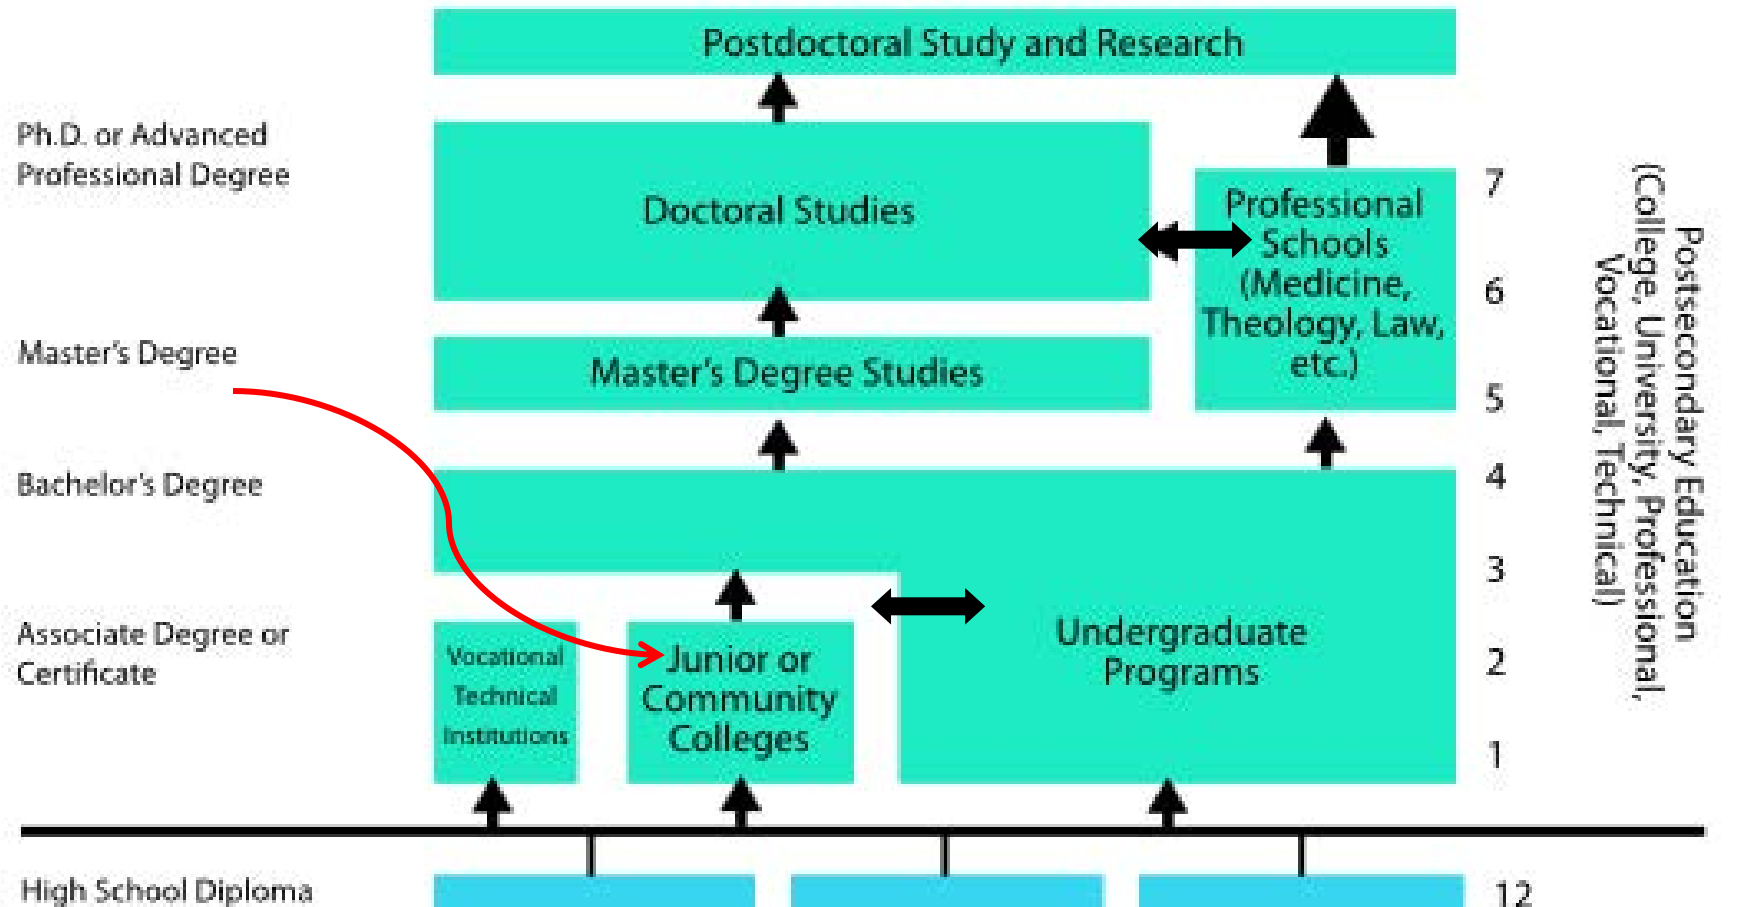 Postdoctoral Study and Research
Ph.D. or Advanced
Professional Degree
Doctoral Studies
7
Professional
Schools
(Medicine,
Theology, Law,
etc.)
6
Master's Degree
Master's Degree Studies
5
Bachelor's Degree
4
3
Associate Degree or
Certificate
Vocational
Technical
Institutions
Junior or
Community
Colleges
Undergraduate
Programs
2
1
Postsecondary Education
(College, University, Professional,
Vocational, Technical)
High School Diploma
12